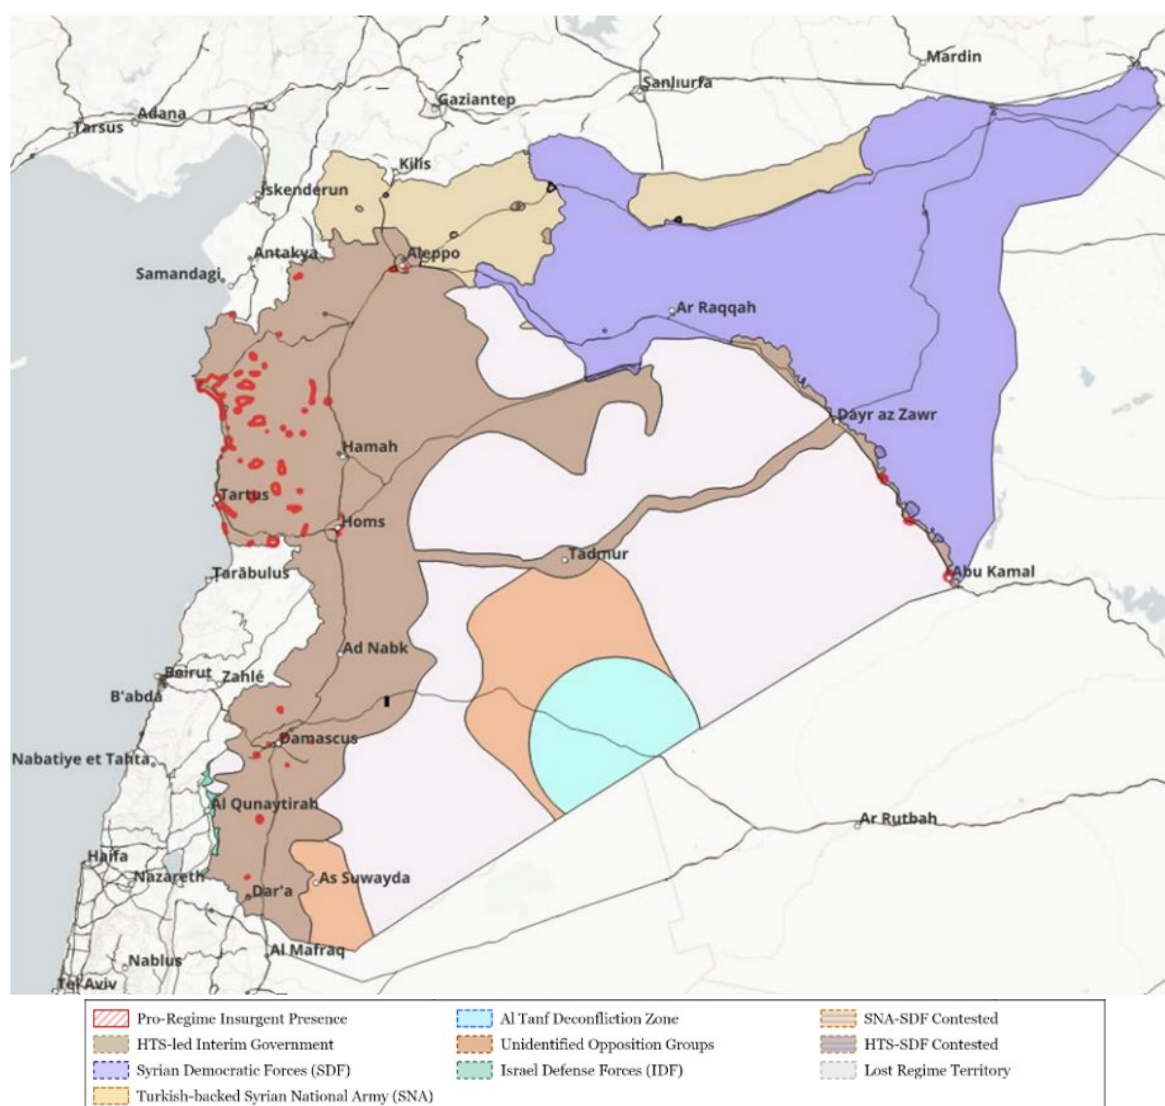 Mardin
Sanlıurfa
Gaziantep
Adana
Tarsus
Kilis
İskenderun
Antakya
Aleppo
Samandagi
Ar Raqqah
Dayr az Zawr
Hamah
Tartus
Homs
Tadmur
Abu Kamal
Tarābulus
Ad Nabk
Beirut
Zahlé
B'abdā
Damascus
Nabatiye et Tahta
Al Qunaytirah
Ar Rutbah
Haifa
Nazareth
As Suwayda
Dar'a
Al Mafraq
Nablus
Tel Aviv
Pro-Regime Insurgent Presence
HTS-led Interim Government
Syrian Democratic Forces (SDF)
Turkish-backed Syrian National Army (SNA)
Al Tanf Deconfliction Zone
Unidentified Opposition Groups
Israel Defense Forces (IDF)
SNA-SDF Contested
HTS-SDF Contested
Lost Regime Territory